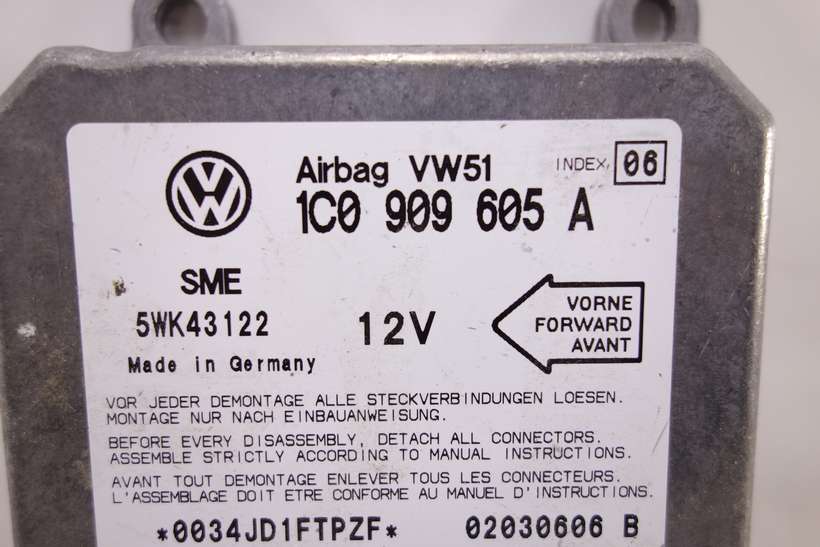 Airbag VW51 INDEX 06
1C0 909 605 A
SME
5WK43122 12V
VORNE
FORWARD
AVANT
Made in Germany
VOR JEDER DEMONTAGE ALLE STECKVERBINDUNGEN LOESEN.
MONTAGE NUR NACH EINBAUANWEISUNG.
BEFORE EVERY DISASSEMBLY, DETACH ALL CONNECTORS.
ASSEMBLE STRICTLY ACCORDING TO MANUAL INSTRUCTIONS.
AVANT TOUT DEMONTAGE ENLEVER TOUS LES CONNECTEURS.
L'ASSEMBLAGE DOIT ETRE CONFORME AU MANUEL D'INSTRUCTIONS.
*0034JD1FTPZF* 02030606 B